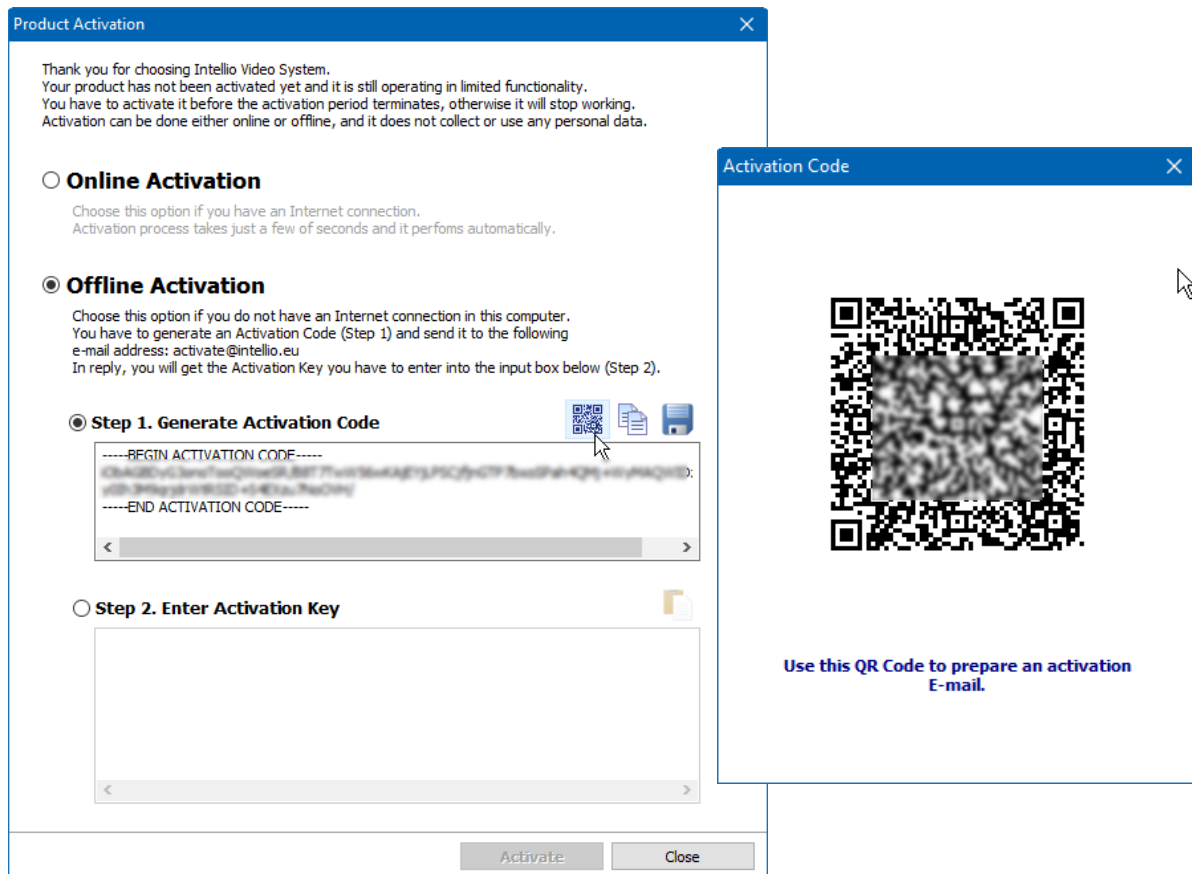 Product Activation
Thank you for choosing Intellio Video System.
Your product has not been activated yet and it is still operating in limited functionality.
You have to activate it before the activation period terminates, otherwise it will stop working.
Activation can be done either online or offline, and it does not collect or use any personal data.
Online Activation
Choose this option if you have an Internet connection.
Activation process takes just a few of seconds and it perfoms automatically.
Offline Activation
Choose this option if you do not have an Internet connection in this computer.
You have to generate an Activation Code (Step 1) and send it to the following
e-mail address: activate@intellio.eu
In reply, you will get the Activation Key you have to enter into the input box below (Step 2).
Step 1. Generate Activation Code
-----BEGIN ACTIVATION CODE-----
-----END ACTIVATION CODE-----
Step 2. Enter Activation Key
Activate
Close
Activation Code
Use this QR Code to prepare an activation
E-mail.